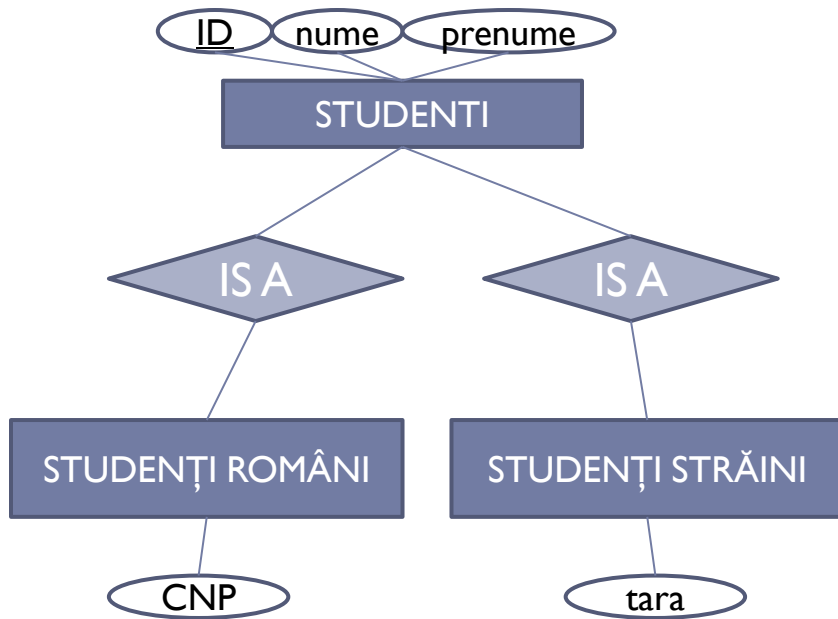 ID
nume
prenume
STUDENTI
IS A
IS A
STUDENȚI ROMÂNI
STUDENȚI STRĂINI
CNP
tara